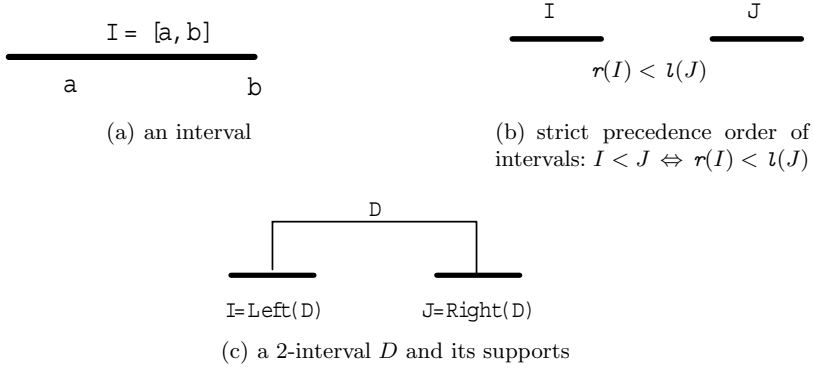 I = [a,b]
a b
(a) an interval
I J
r(I) < l(J)
(b) strict precedence order of
intervals: I < J ⇔ r(I) < l(J)
D
I=Left(D) J=Right(D)
(c) a 2-interval D and its supports